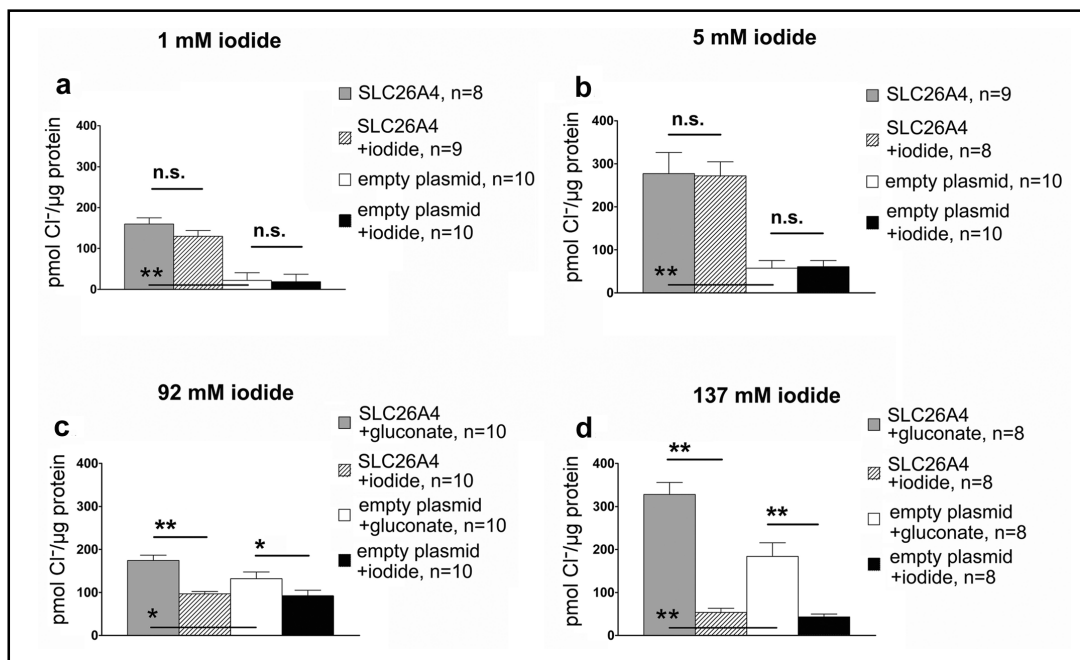 1 mM iodide
a
SLC26A4, n=8
SLC26A4
+iodide, n=9
empty plasmid, n=10
empty plasmid
+iodide, n=10
pmol Cl⁻/µg protein
400
300
200
100
0
n.s.
n.s.
**
5 mM iodide
b
SLC26A4, n=9
SLC26A4
+iodide, n=8
empty plasmid, n=10
empty plasmid
+iodide, n=10
pmol Cl⁻/µg protein
400
300
200
100
0
n.s.
n.s.
**
92 mM iodide
c
SLC26A4
+gluconate, n=10
SLC26A4
+iodide, n=10
empty plasmid
+gluconate, n=10
empty plasmid
+iodide, n=10
pmol Cl⁻/µg protein
400
300
200
100
0
**
*
*
137 mM iodide
d
SLC26A4
+gluconate, n=8
SLC26A4
+iodide, n=8
empty plasmid
+gluconate, n=8
empty plasmid
+iodide, n=8
pmol Cl⁻/µg protein
400
300
200
100
0
**
**
**